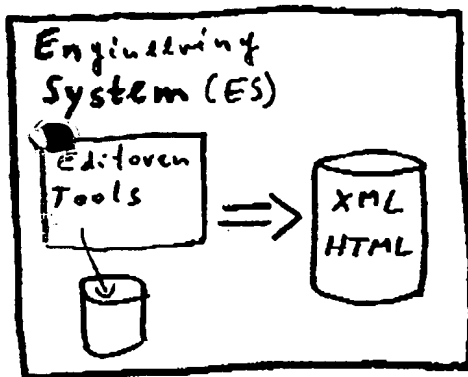 Engineering
System (ES)
Editoren
Tools
XML
HTML